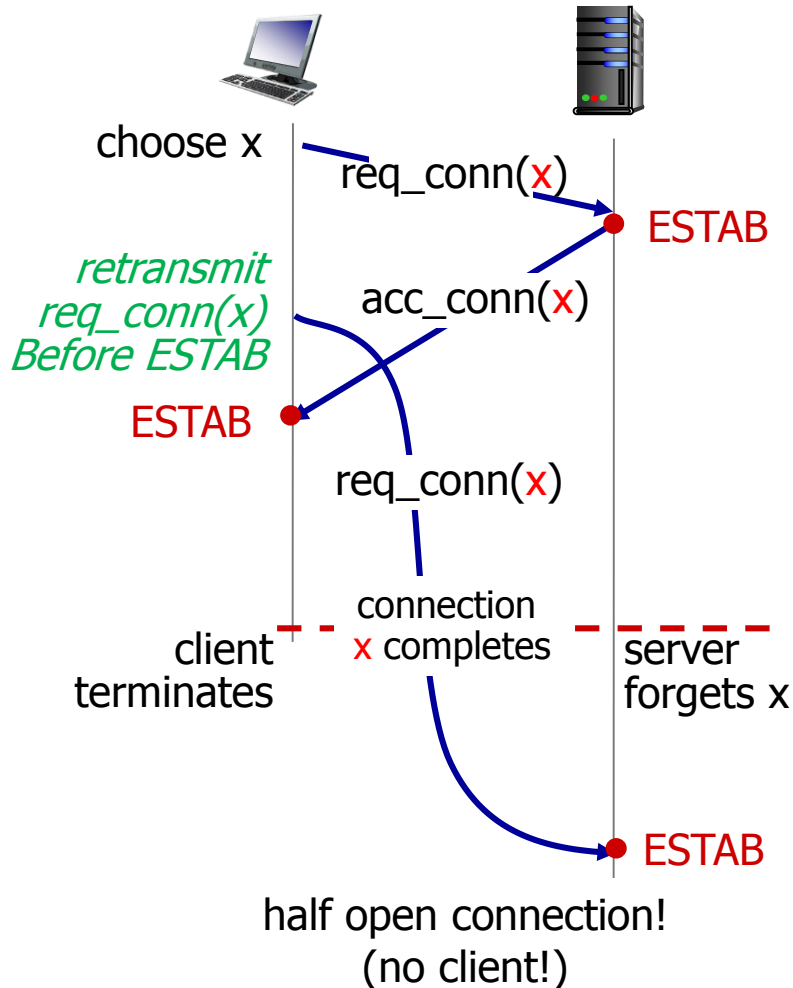 choose x
req_conn(x)
ESTAB
retransmit
req_conn(x)
Before ESTAB
acc_conn(x)
ESTAB
req_conn(x)
connection
x completes
client
terminates
server
forgets x
ESTAB
half open connection!
(no client!)